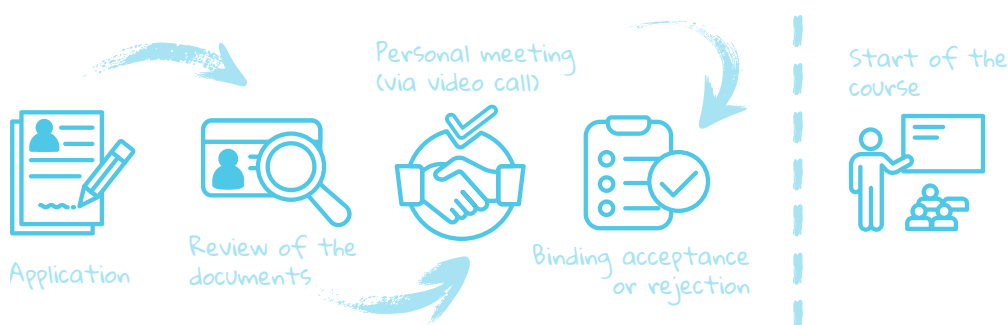 Application
Review of the
documents
Personal meeting
(via video call)
Binding acceptance
or rejection
Start of the
course